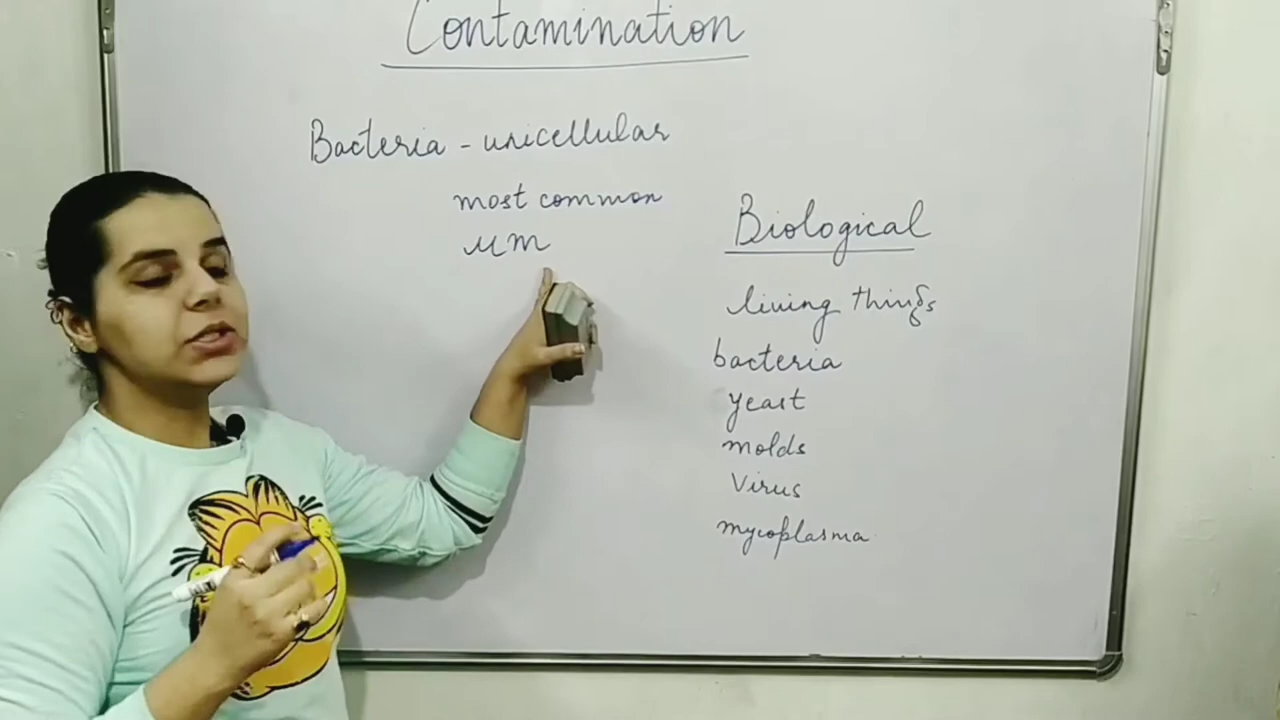 Contamination
Bacteria - unicellular
most common
µm
Biological
living things
bacteria
yeast
molds
Virus
mycoplasma